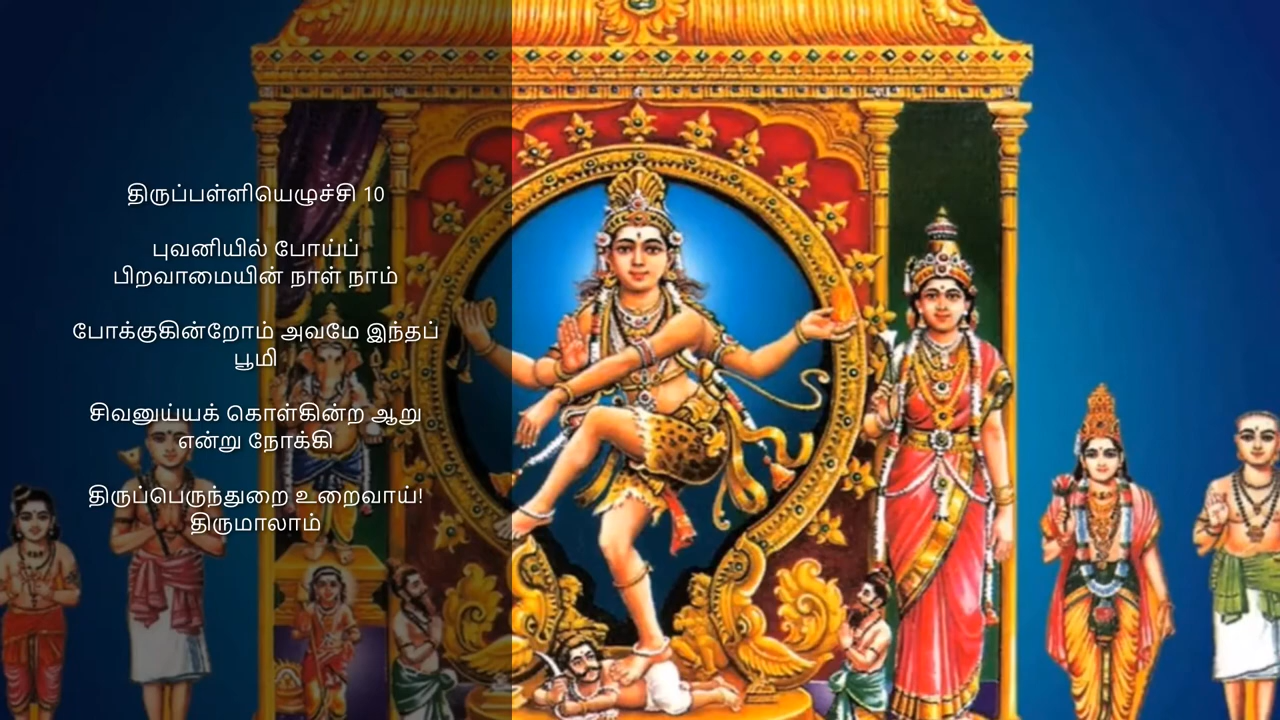 திருப்பள்ளியெழுச்சி 10
புவனியில் போய்ப்
பிறவாமையின் நாள் நாம்
போக்குகின்றோம் அவமே இந்தப்
பூமி
சிவனுய்யக் கொள்கின்ற ஆறு
என்று நோக்கி
திருப்பெருந்துறை உறைவாய்!
திருமாலாம்